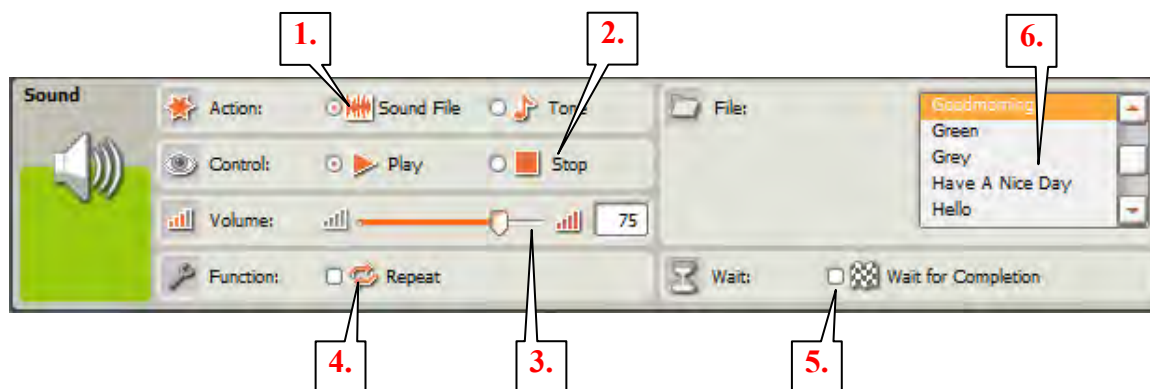 1.
2.
6.
Sound
Action:
Sound File
Tone
Control:
Play
Stop
Volume:
75
Function:
Repeat
File:
Goodmorning
Green
Grey
Have A Nice Day
Hello
Wait:
Wait for Completion
4.
3.
5.